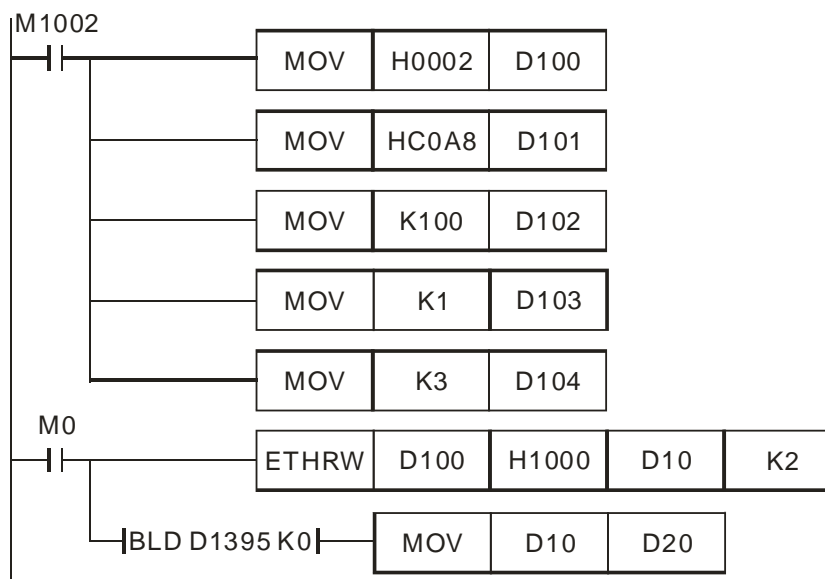 M1002
MOV H0002 D100
MOV HC0A8 D101
MOV K100 D102
MOV K1 D103
MOV K3 D104
M0
ETHRW D100 H1000 D10 K2
BLD D1395 K0 MOV D10 D20